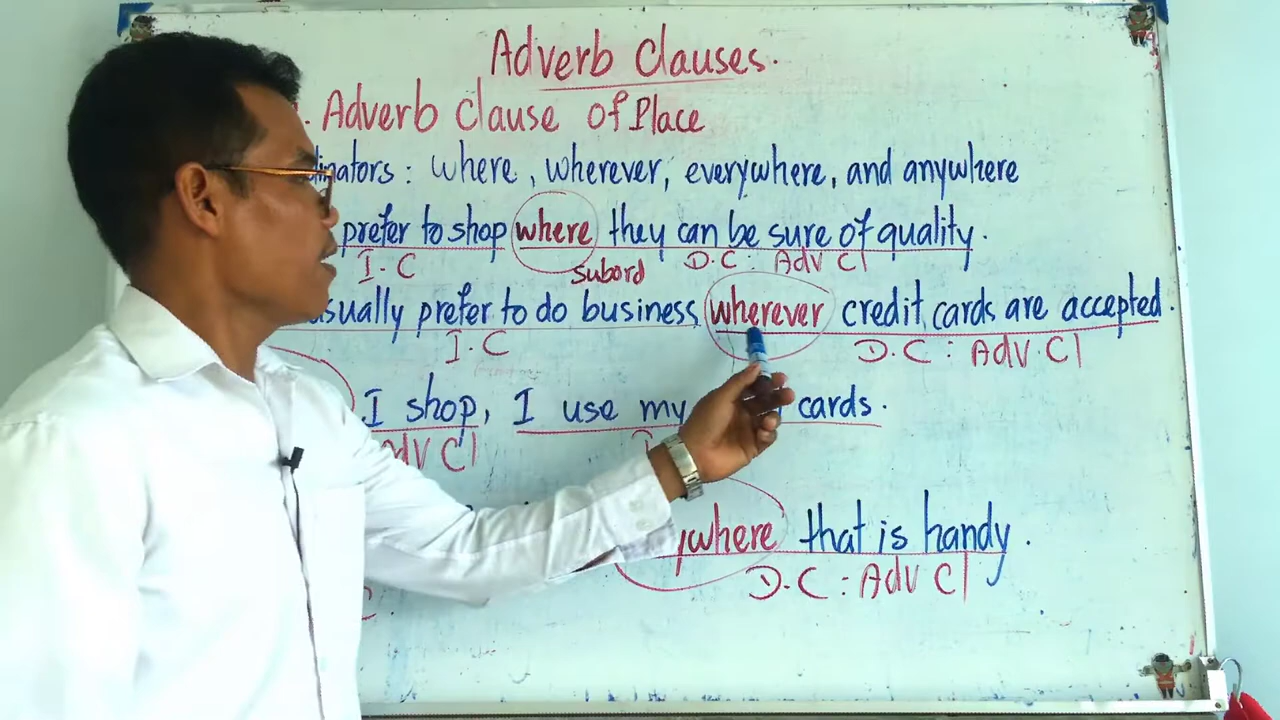 Adverb Clauses.
. Adverb Clause of Place
dinators : where, wherever, everywhere, and anywhere
prefer to shop where they can be sure of quality.
I.C subord D.C : Adv Cl
usually prefer to do business wherever credit cards are accepted.
I.C D.C : Adv. Cl
I shop, I use my cards.
Adv Cl
ywhere that is handy.
D.C : Adv Cl